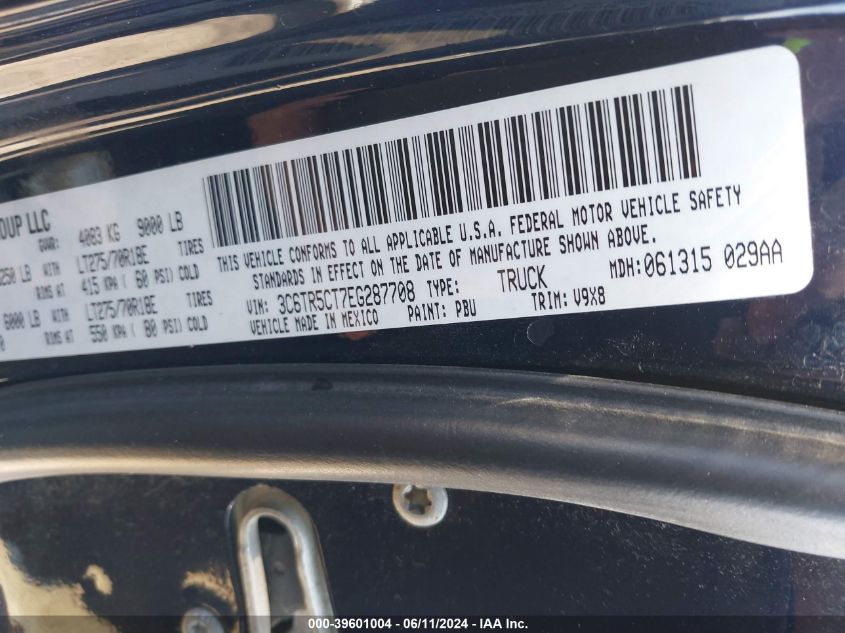 OUP LLC
GVWR: 4083 KG 9000 LB
250 LB WITH LT275/70R18E TIRES
RIMS AT 415 KPA ( 60 PSI) COLD
6000 LB WITH LT275/70R18E TIRES
RIMS AT 550 KPA ( 80 PSI) COLD
THIS VEHICLE CONFORMS TO ALL APPLICABLE U.S.A. FEDERAL MOTOR VEHICLE SAFETY
STANDARDS IN EFFECT ON THE DATE OF MANUFACTURE SHOWN ABOVE.
VIN: 3C6TR5CT7EG287708 TYPE: TRUCK MDH: 061315 029AA
VEHICLE MADE IN MEXICO PAINT: PBU TRIM: V9X8
000-39601004 - 06/11/2024 - IAA Inc.